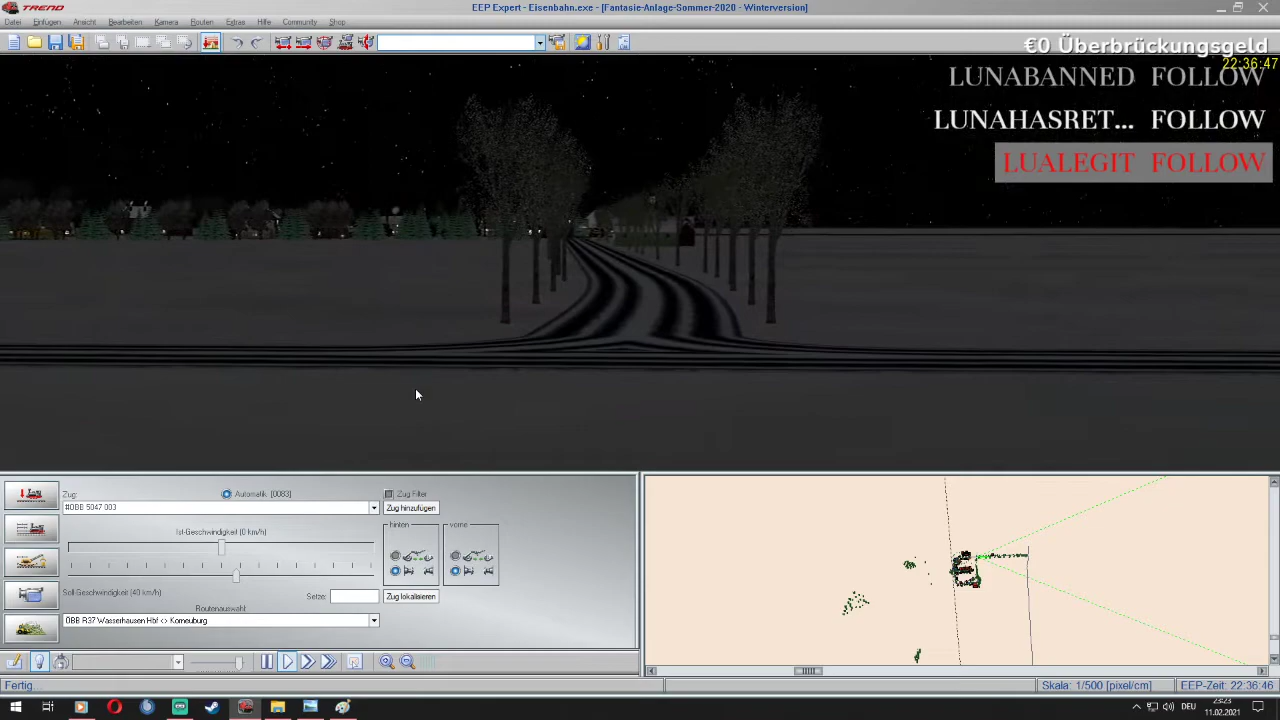 TREND
EEP Expert - Eisenbahn.exe - [Fantasie-Anlage-Sommer-2020 - Winterversion]
Datei Einfügen Ansicht Bearbeiten Kamera Routen Extras Hilfe Community Shop
€0 Überbrückungsgeld
22:36:47
LUNABANNED FOLLOW
LUNAHASRET... FOLLOW
LUALEGIT FOLLOW
Zug: Automatik [0083] Zug Filter
#ÖBB 5047 003 Zug hinzufügen
Ist-Geschwindigkeit (0 km/h) hinten vorne
Soll-Geschwindigkeit (40 km/h) Setze: Zug lokalisieren
Routenauswahl
ÖBB R37 Wasserhausen Hbf <> Korneuburg
Fertig... Skala: 1/500 [pixel/cm] EEP-Zeit: 22:36:46
DEU 23:23
11.02.2021